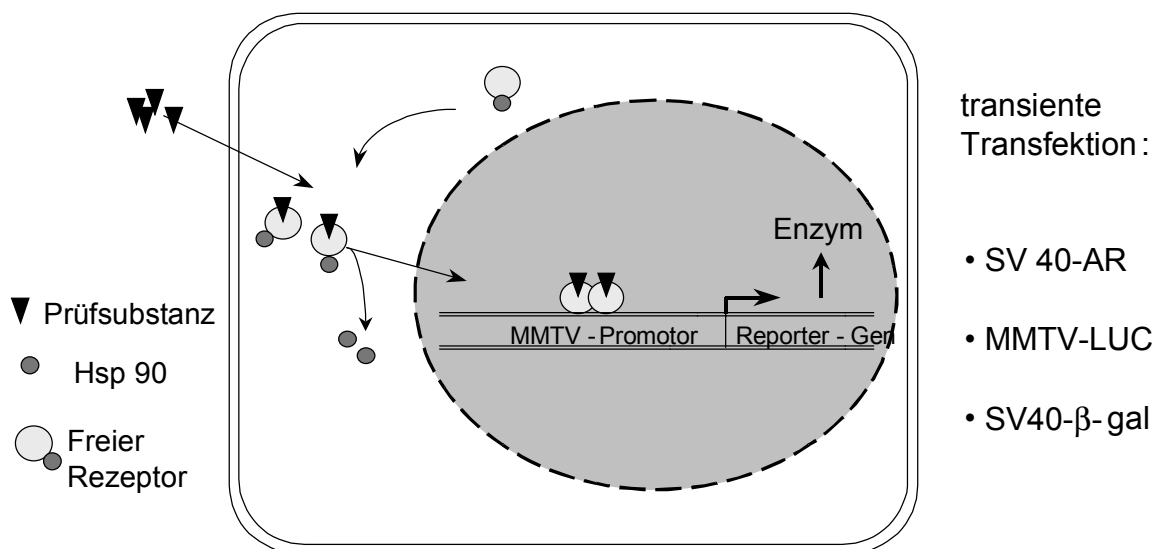 transiente
Transfektion:
Enzym
• SV 40-AR
MMTV - Promotor
Reporter - Gen
• MMTV-LUC
• SV40-β-gal
Prüfsubstanz
Hsp 90
Freier
Rezeptor